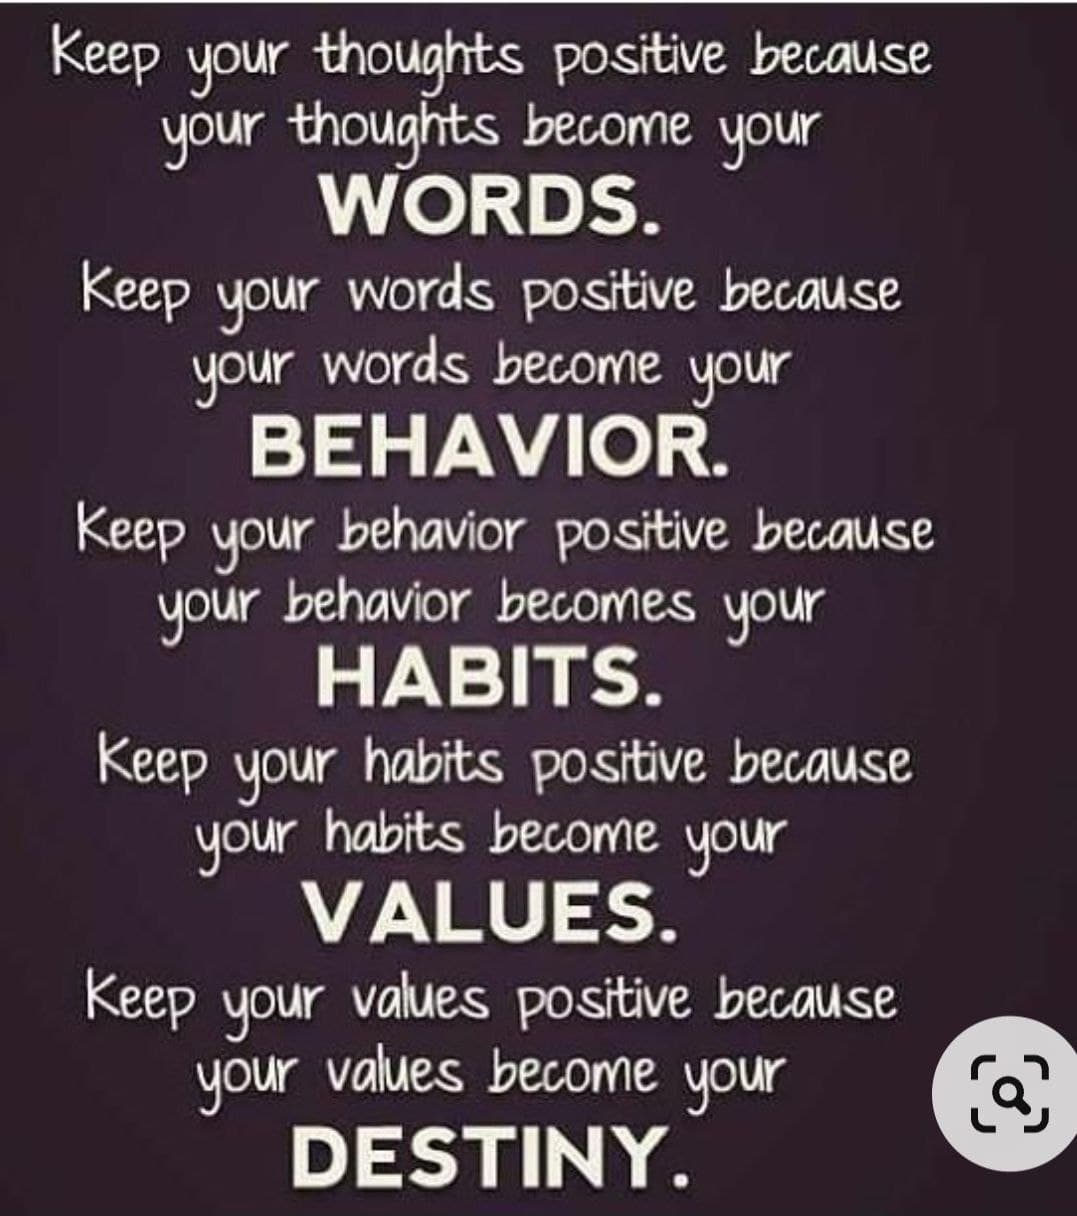 Keep your thoughts positive because
your thoughts become your
WORDS.
Keep your words positive because
your words become your
BEHAVIOR.
Keep your behavior positive because
your behavior becomes your
HABITS.
Keep your habits positive because
your habits become your
VALUES.
Keep your values positive because
your values become your
DESTINY.